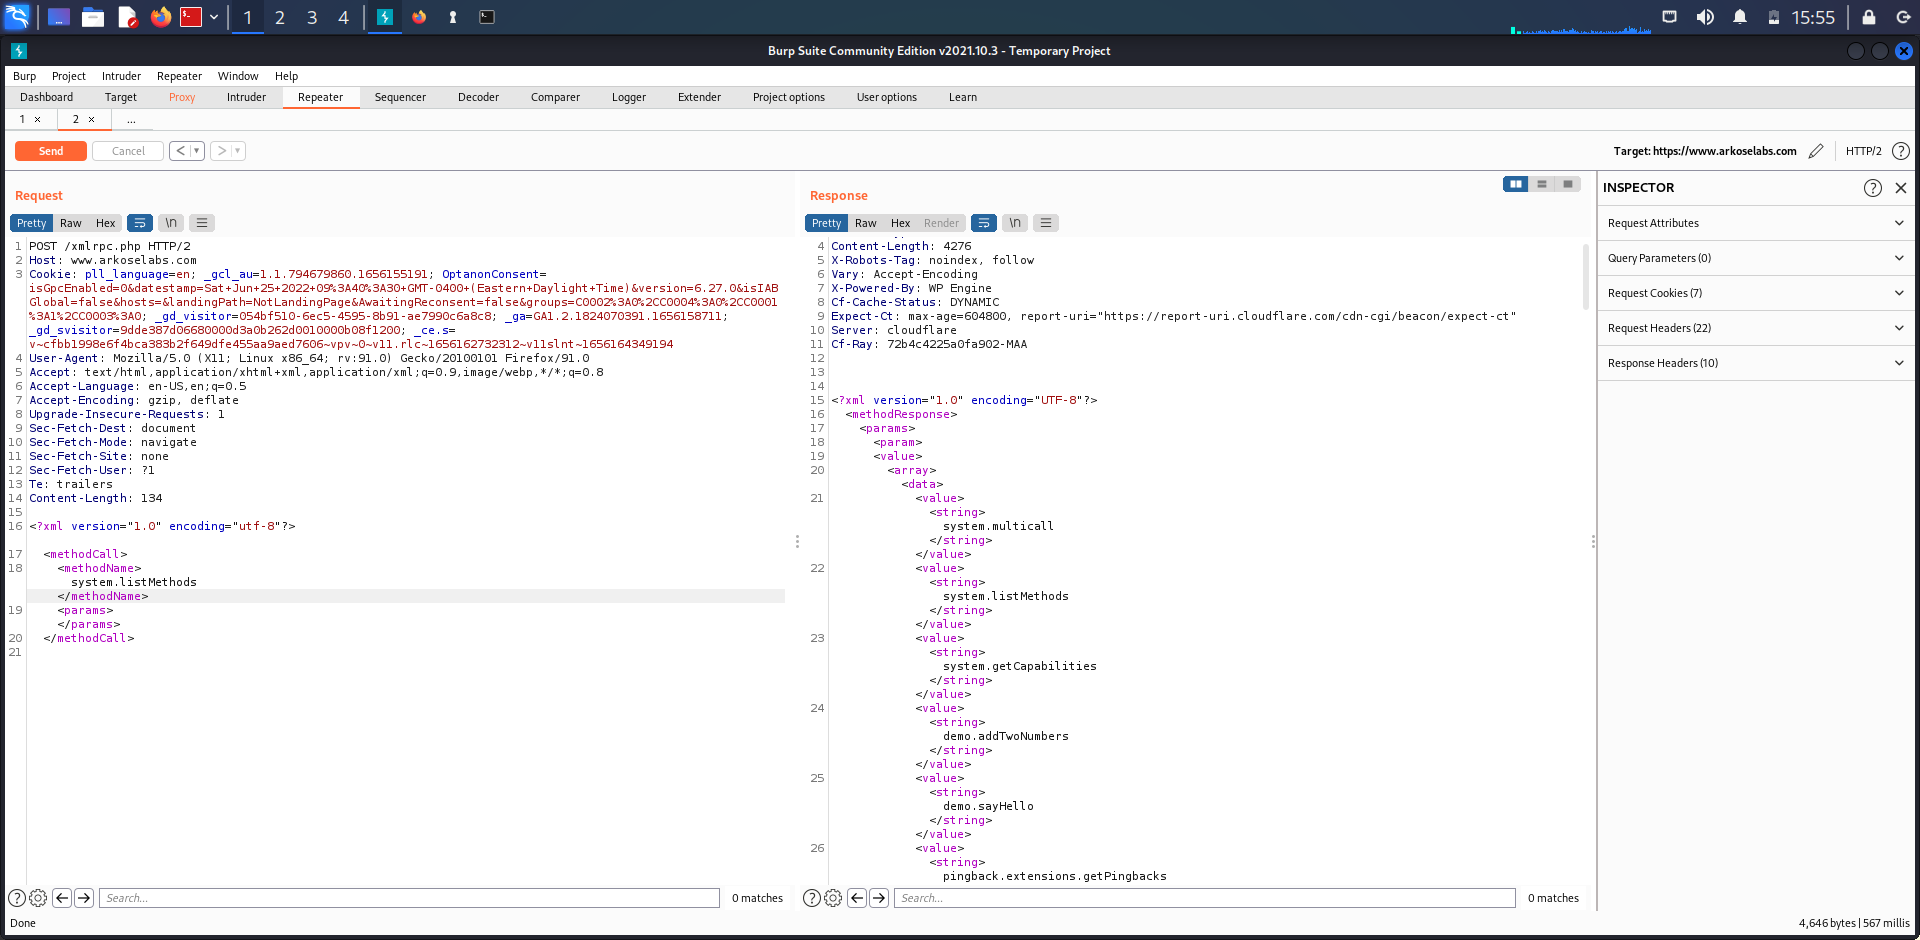 1 2 3 4 15:55
Burp Suite Community Edition v2021.10.3 - Temporary Project
Burp Project Intruder Repeater Window Help
Dashboard Target Proxy Intruder Repeater Sequencer Decoder Comparer Logger Extender Project options User options Learn
1 × 2 × ...
Send Cancel < > Target: https://www.arkoselabs.com HTTP/2 ?
Request
Pretty Raw Hex \n
1 POST /xmlrpc.php HTTP/2
2 Host: www.arkoselabs.com
3 Cookie: pll_language=en; _gcl_au=1.1.794679860.1656155191; OptanonConsent=
isGpcEnabled=0&datestamp=Sat+Jun+25+2022+09%3A40%3A30+GMT-0400+(Eastern+Daylight+Time)&version=6.27.0&isIAB
Global=false&hosts=&landingPath=NotLandingPage&AwaitingReconsent=false&groups=C0002%3A0%2CC0004%3A0%2CC0001
%3A1%2CC0003%3A0; _gd_visitor=054bf510-6ec5-4595-8b91-ae7990c6a8c8; _ga=GA1.2.1824070391.1656158711;
_gd_svisitor=9dde387d06680000d3a0b262d0010000b08f1200; _ce.s=
v~cfbb1998e6f4bca383b2f649dfe455aa9aed7606~vpv~0~v11.rlc~1656162732312~v11slnt~1656164349194
4 User-Agent: Mozilla/5.0 (X11; Linux x86_64; rv:91.0) Gecko/20100101 Firefox/91.0
5 Accept: text/html,application/xhtml+xml,application/xml;q=0.9,image/webp,*/*;q=0.8
6 Accept-Language: en-US,en;q=0.5
7 Accept-Encoding: gzip, deflate
8 Upgrade-Insecure-Requests: 1
9 Sec-Fetch-Dest: document
10 Sec-Fetch-Mode: navigate
11 Sec-Fetch-Site: none
12 Sec-Fetch-User: ?1
13 Te: trailers
14 Content-Length: 134
15
16 <?xml version="1.0" encoding="utf-8"?>
17 <methodCall>
18 <methodName>
system.listMethods
</methodName>
19 <params>
</params>
20 </methodCall>
21
? Search... 0 matches
Response
Pretty Raw Hex Render \n
4 Content-Length: 4276
5 X-Robots-Tag: noindex, follow
6 Vary: Accept-Encoding
7 X-Powered-By: WP Engine
8 Cf-Cache-Status: DYNAMIC
9 Expect-Ct: max-age=604800, report-uri="https://report-uri.cloudflare.com/cdn-cgi/beacon/expect-ct"
10 Server: cloudflare
11 Cf-Ray: 72b4c4225a0fa902-MAA
12
13
14
15 <?xml version="1.0" encoding="UTF-8"?>
16 <methodResponse>
17 <params>
18 <param>
19 <value>
20 <array>
<data>
21 <value>
<string>
system.multicall
</string>
</value>
22 <value>
<string>
system.listMethods
</string>
</value>
23 <value>
<string>
system.getCapabilities
</string>
</value>
24 <value>
<string>
demo.addTwoNumbers
</string>
</value>
25 <value>
<string>
demo.sayHello
</string>
</value>
26 <value>
<string>
pingback.extensions.getPingbacks
? Search... 0 matches
INSPECTOR ?
Request Attributes
Query Parameters (0)
Request Cookies (7)
Request Headers (22)
Response Headers (10)
Done 4,646 bytes | 567 millis